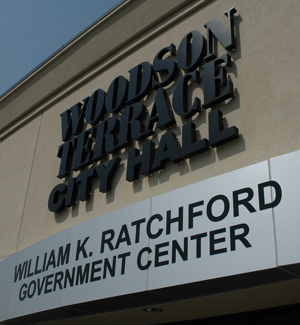 WOODSON
TERRACE
CITY HALL
WILLIAM K. RATCHFORD
GOVERNMENT CENTER